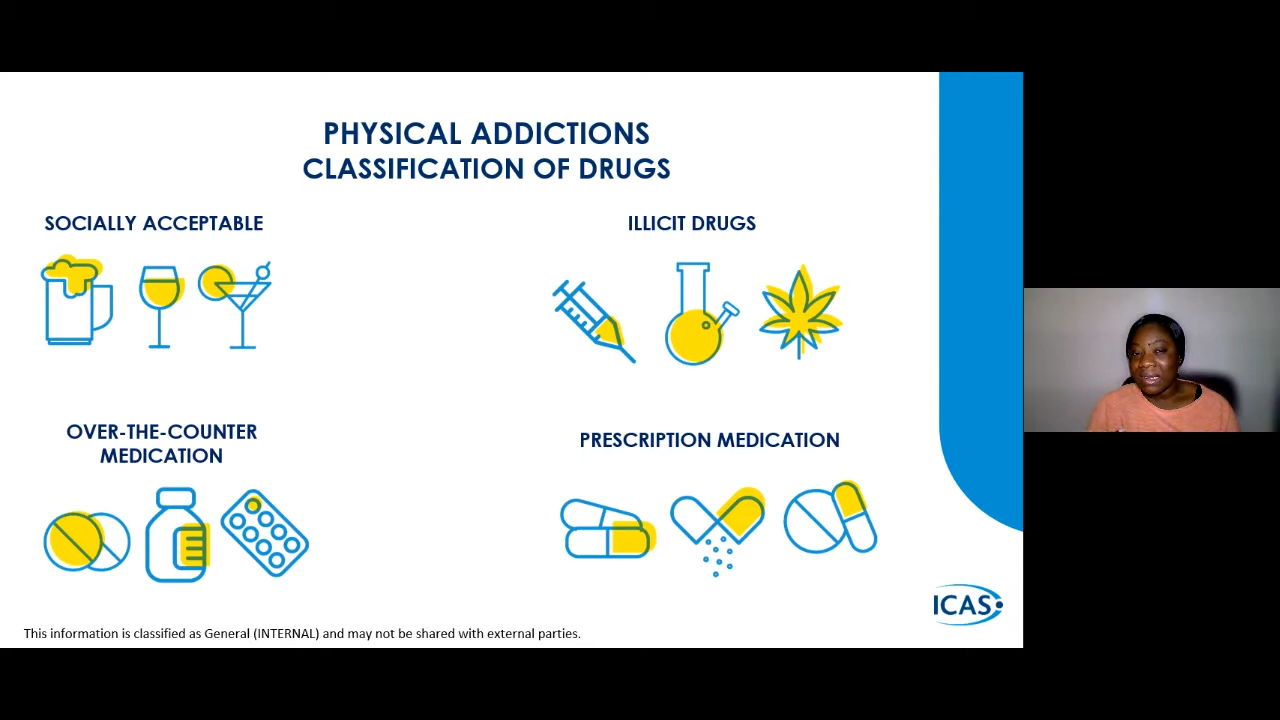 PHYSICAL ADDICTIONS
CLASSIFICATION OF DRUGS
SOCIALLY ACCEPTABLE
ILLICIT DRUGS
OVER-THE-COUNTER
MEDICATION
PRESCRIPTION MEDICATION
ICAS
This information is classified as General (INTERNAL) and may not be shared with external parties.